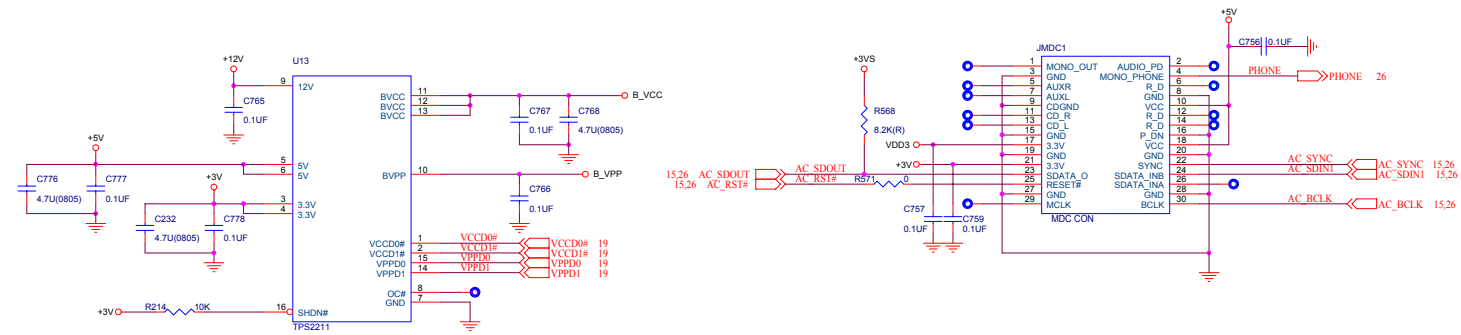 U13
+12V
9
12V
C765
0.1UF
11
BVCC
12
BVCC
13
BVCC
B_VCC
C767
0.1UF
C768
4.7U(0805)
+5V
5
5V
6
5V
C776
4.7U(0805)
C777
0.1UF
+3V
3
3.3V
4
3.3V
C232
4.7U(0805)
C778
0.1UF
10
BVPP
B_VPP
C766
0.1UF
VCCD0# 1 VCCD0# VCCD0# 19
VCCD1# 2 VCCD1# VCCD1# 19
VPPD0 15 VPPD0 VPPD0 19
VPPD1 14 VPPD1 VPPD1 19
OC# 8
GND 7
+3V R214 10K 16 SHDN#
TPS2211
+5V
C756 0.1UF
JMDC1
1 MONO_OUT AUDIO_PD 2
3 GND MONO_PHONE 4 PHONE PHONE 26
5 AUXR R_D 6
7 AUXL GND 8
9 CDGND VCC 10
11 CD_R R_D 12
13 CD_L R_D 14
15 GND P_DN 16
17 3.3V VCC 18
19 GND GND 20
21 3.3V SYNC 22 AC_SYNC AC_SYNC 15,26
23 SDATA_O SDATA_INB 24 AC_SDIN1 AC_SDIN1 15,26
25 RESET# SDATA_INA 26
27 GND GND 28
29 MCLK BCLK 30 AC_BCLK AC_BCLK 15,26
MDC CON
+3VS
R568
8.2K(R)
VDD3
+3V
15,26 AC_SDOUT AC_SDOUT
15,26 AC_RST# AC_RST# R571 0
C757
0.1UF
C759
0.1UF